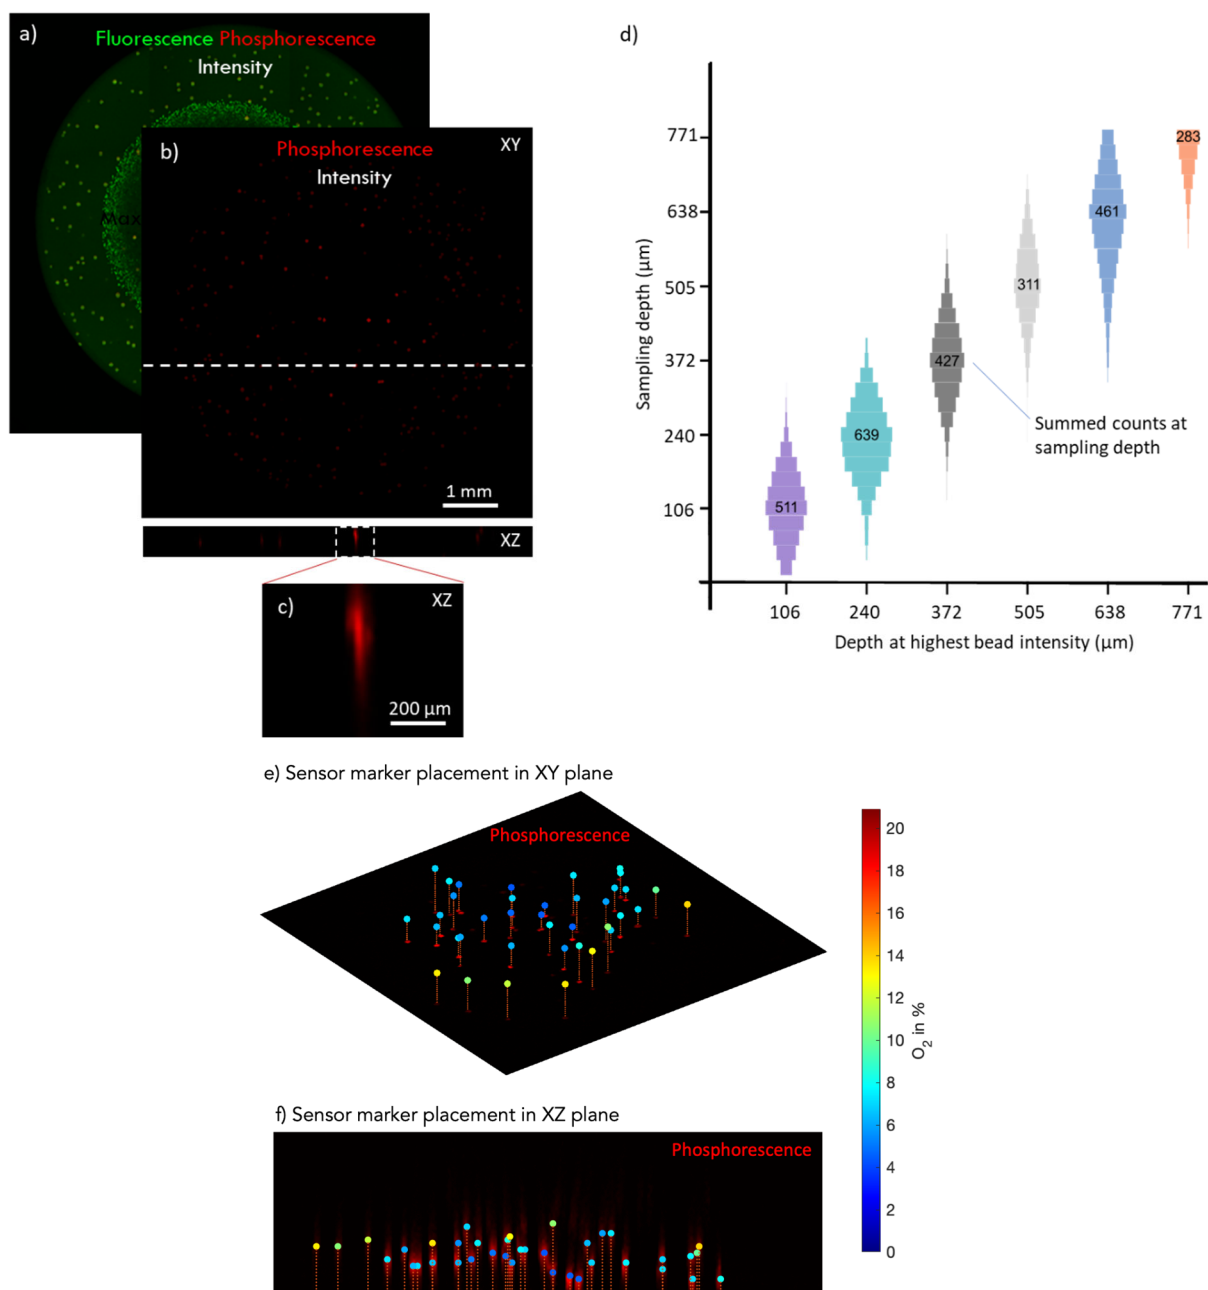 a)
Fluorescence Phosphorescence
Intensity
Max
b)
XY
Phosphorescence
Intensity
1 mm
XZ
c)
XZ
200 µm
d)
Sampling depth (µm)
771
638
505
372
240
106
511
639
427
311
461
283
Summed counts at
sampling depth
106
240
372
505
638
771
Depth at highest bead intensity (µm)
e) Sensor marker placement in XY plane
Phosphorescence
f) Sensor marker placement in XZ plane
Phosphorescence
20
18
16
14
12
10
8
6
4
2
0
O₂ in %